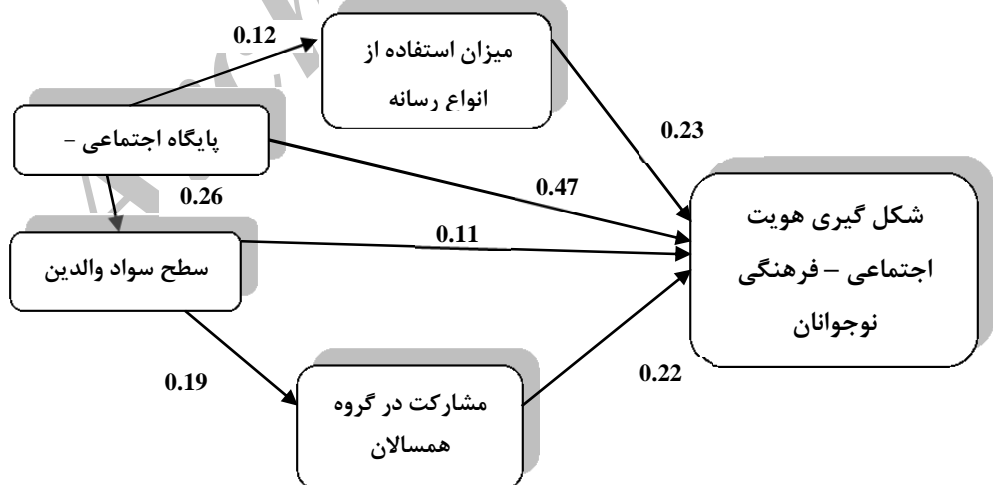 0.12
میزان استفاده از
انواع رسانه
پایگاه اجتماعی –
0.23
0.47
0.26
شکل گیری هویت
اجتماعی – فرهنگی
نوجوانان
0.11
سطح سواد والدین
0.19
0.22
مشارکت در گروه
همسالان